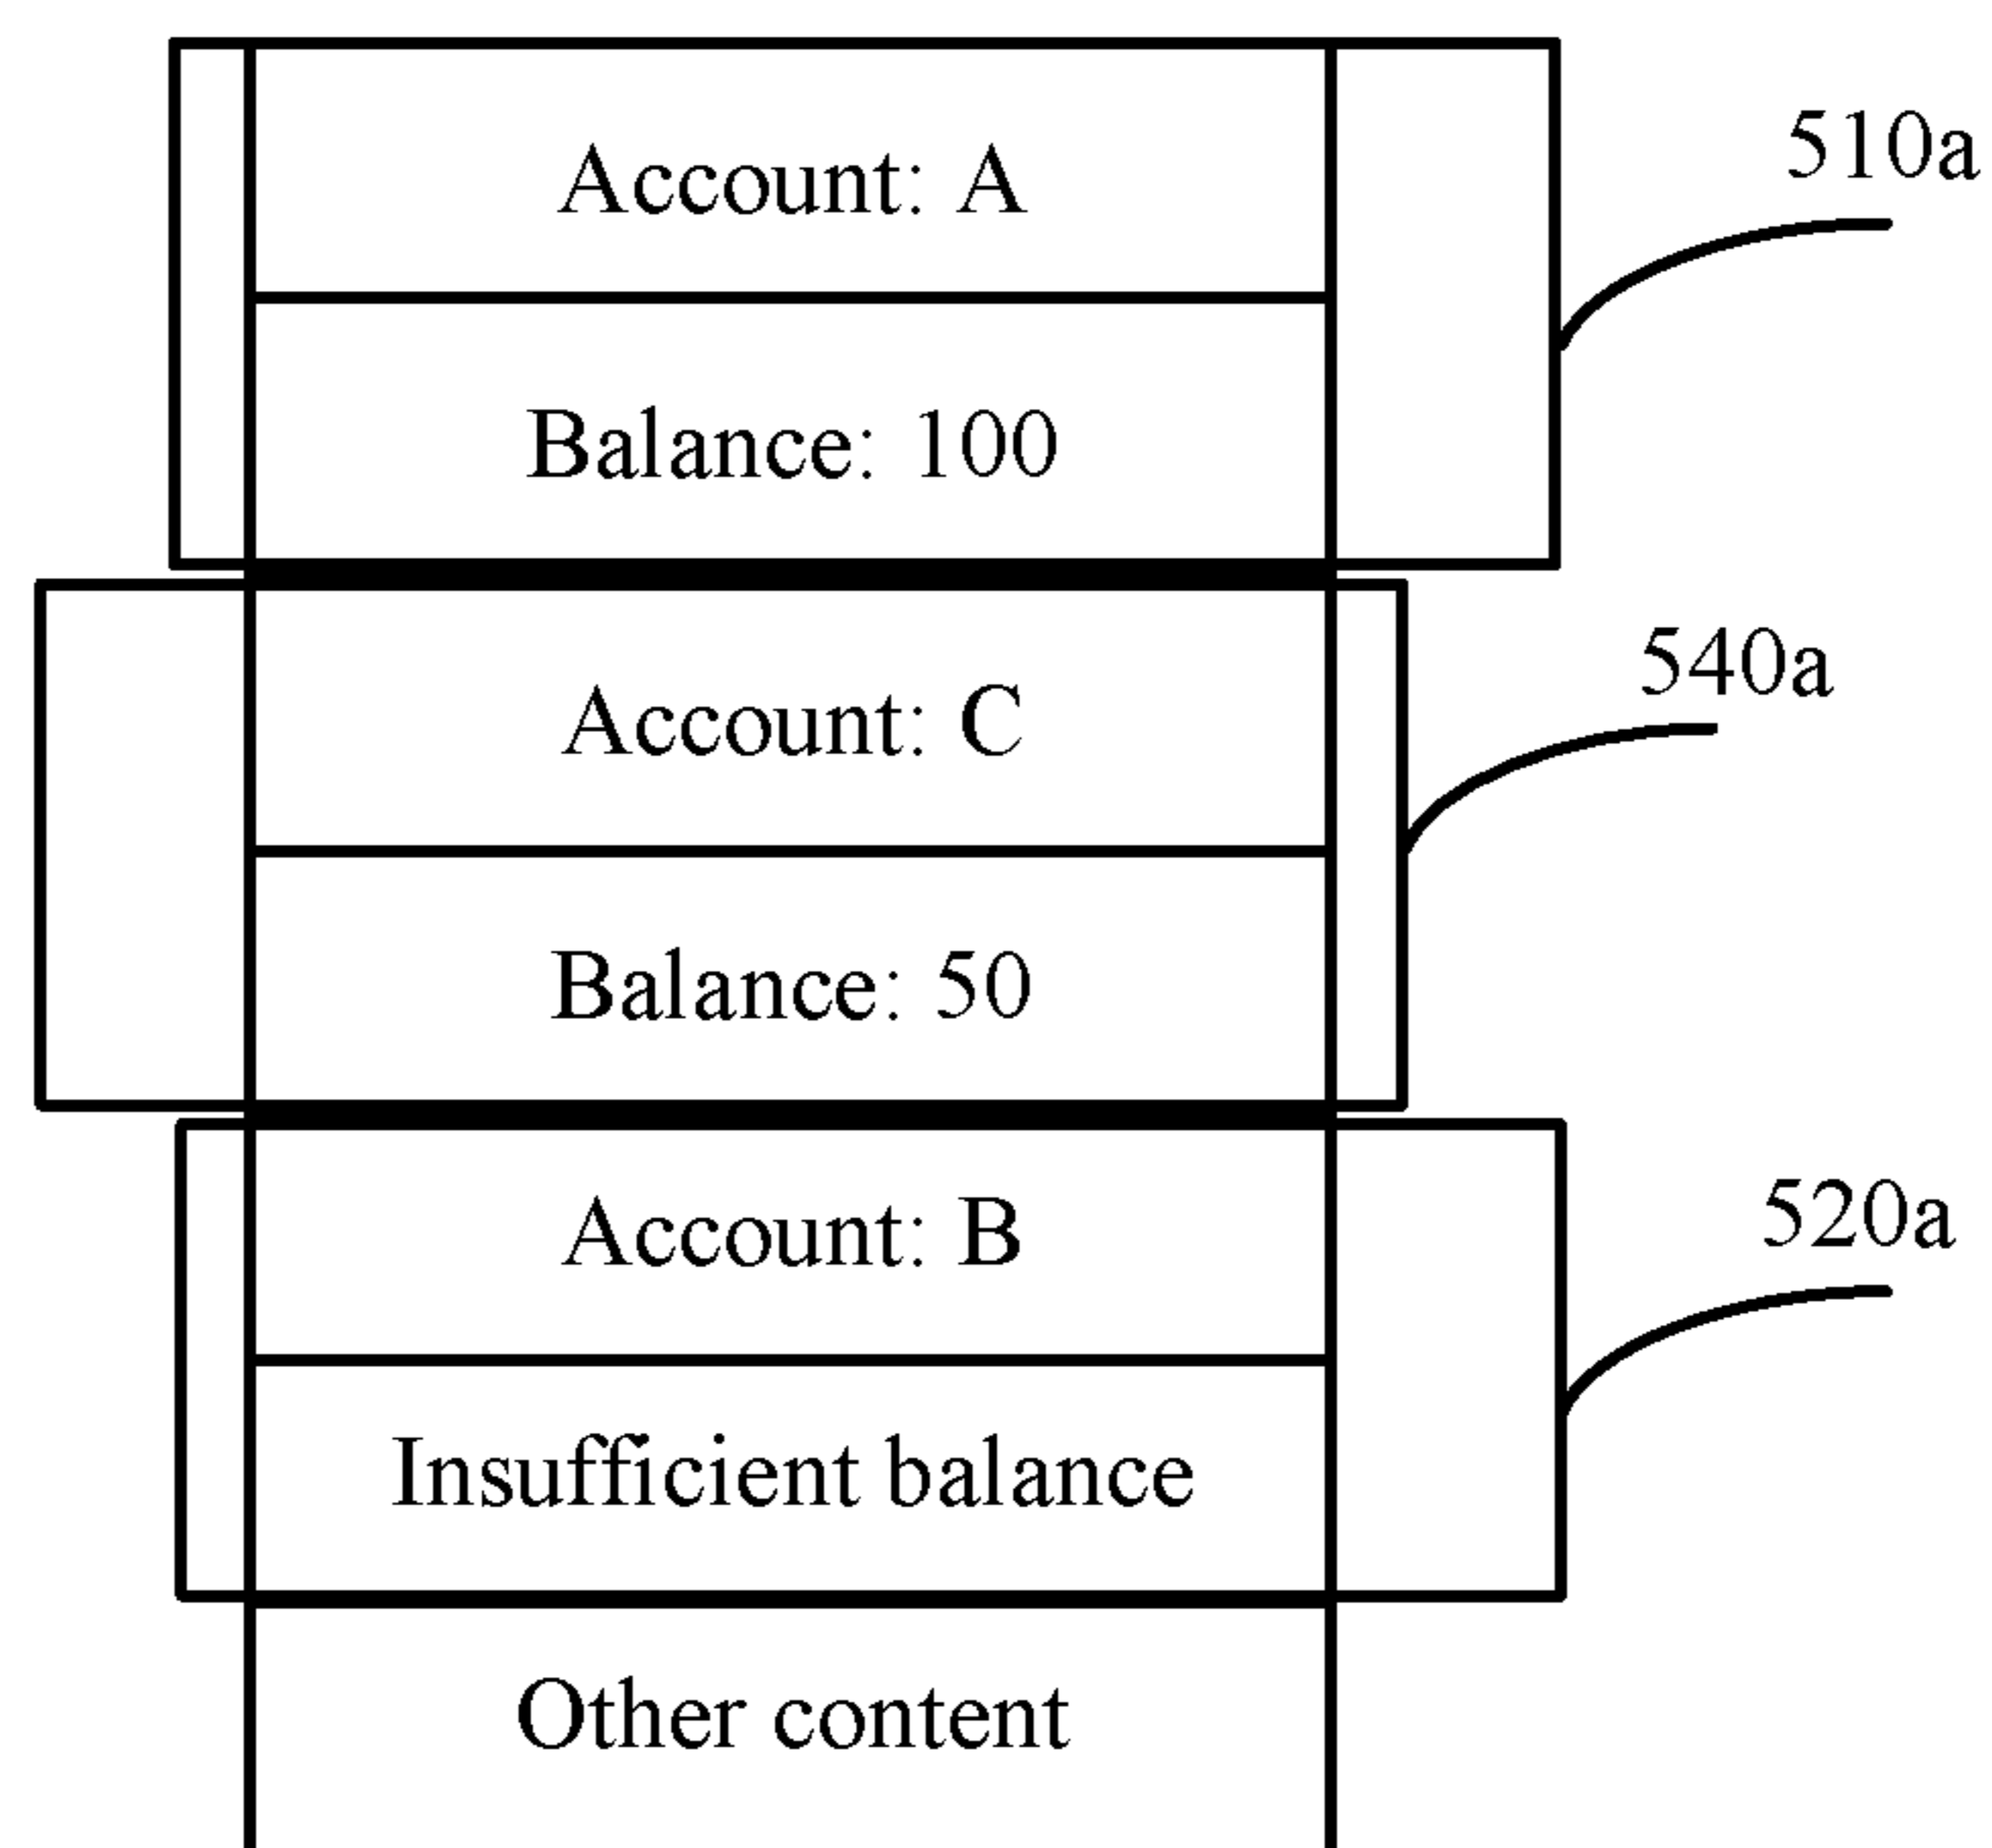 Account: A
510a
Balance: 100
Account: C
540a
Balance: 50
Account: B
520a
Insufficient balance
Other content